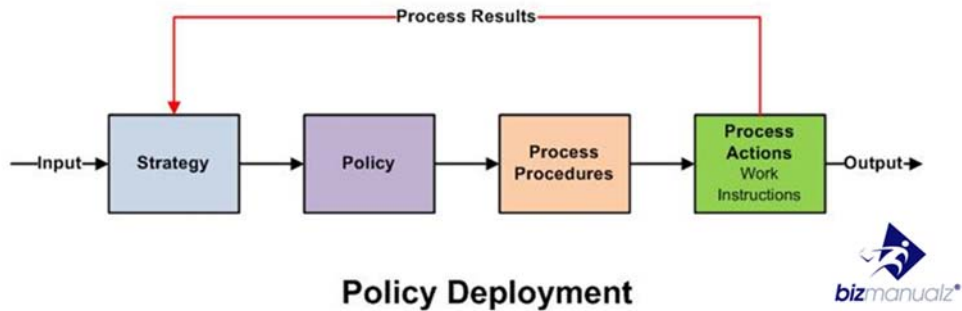 Process Results
Input
Strategy
Policy
Process
Procedures
Process
Actions
Work
Instructions
Output
Policy Deployment
bizmanualz®